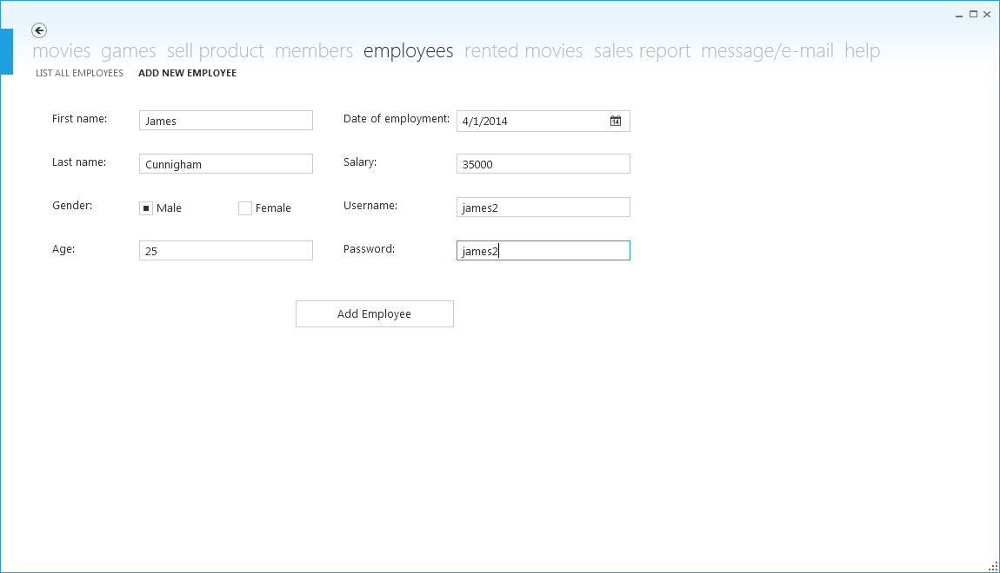 movies games sell product members employees rented movies sales report message/e-mail help
LIST ALL EMPLOYEES ADD NEW EMPLOYEE
First name: James Date of employment: 4/1/2014 14
Last name: Cunnigham Salary: 35000
Gender: Male Female Username: james2
Age: 25 Password: james2
Add Employee